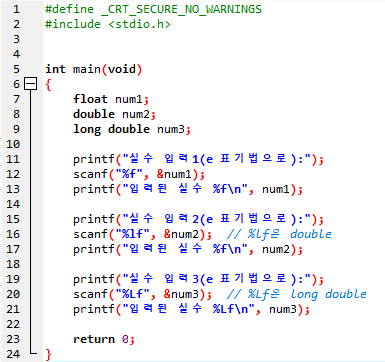 1 #define _CRT_SECURE_NO_WARNINGS
2 #include <stdio.h>
3
4
5 int main(void)
6 {
7 float num1;
8 double num2;
9 long double num3;
10
11 printf("실수 입력1(e 표기법으로):");
12 scanf("%f", &num1);
13 printf("입력된 실수 %f\n", num1);
14
15 printf("실수 입력2(e 표기법으로):");
16 scanf("%lf", &num2); // %lf은 double
17 printf("입력된 실수 %f\n", num2);
18
19 printf("실수 입력3(e 표기법으로):");
20 scanf("%Lf", &num3); // %Lf은 long double
21 printf("입력된 실수 %Lf\n", num3);
22
23 return 0;
24 }